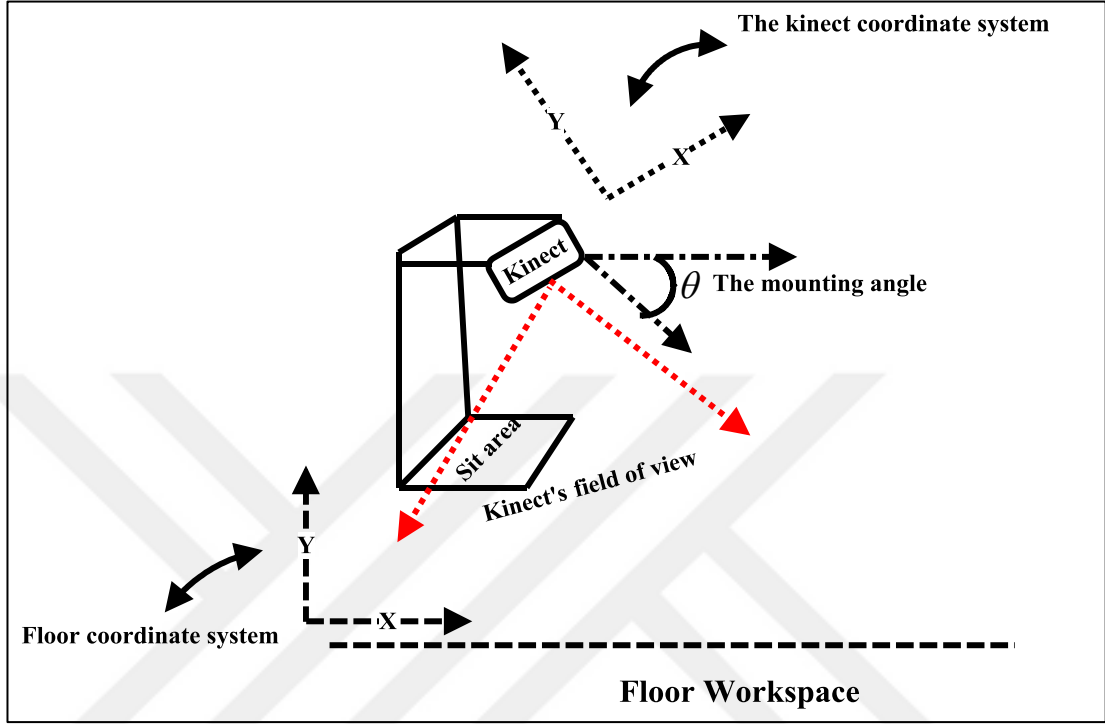 The kinect coordinate system
Y
X
Kinect
θ
The mounting angle
Sit area
Kinect's field of view
Y
X
Floor coordinate system
Floor Workspace